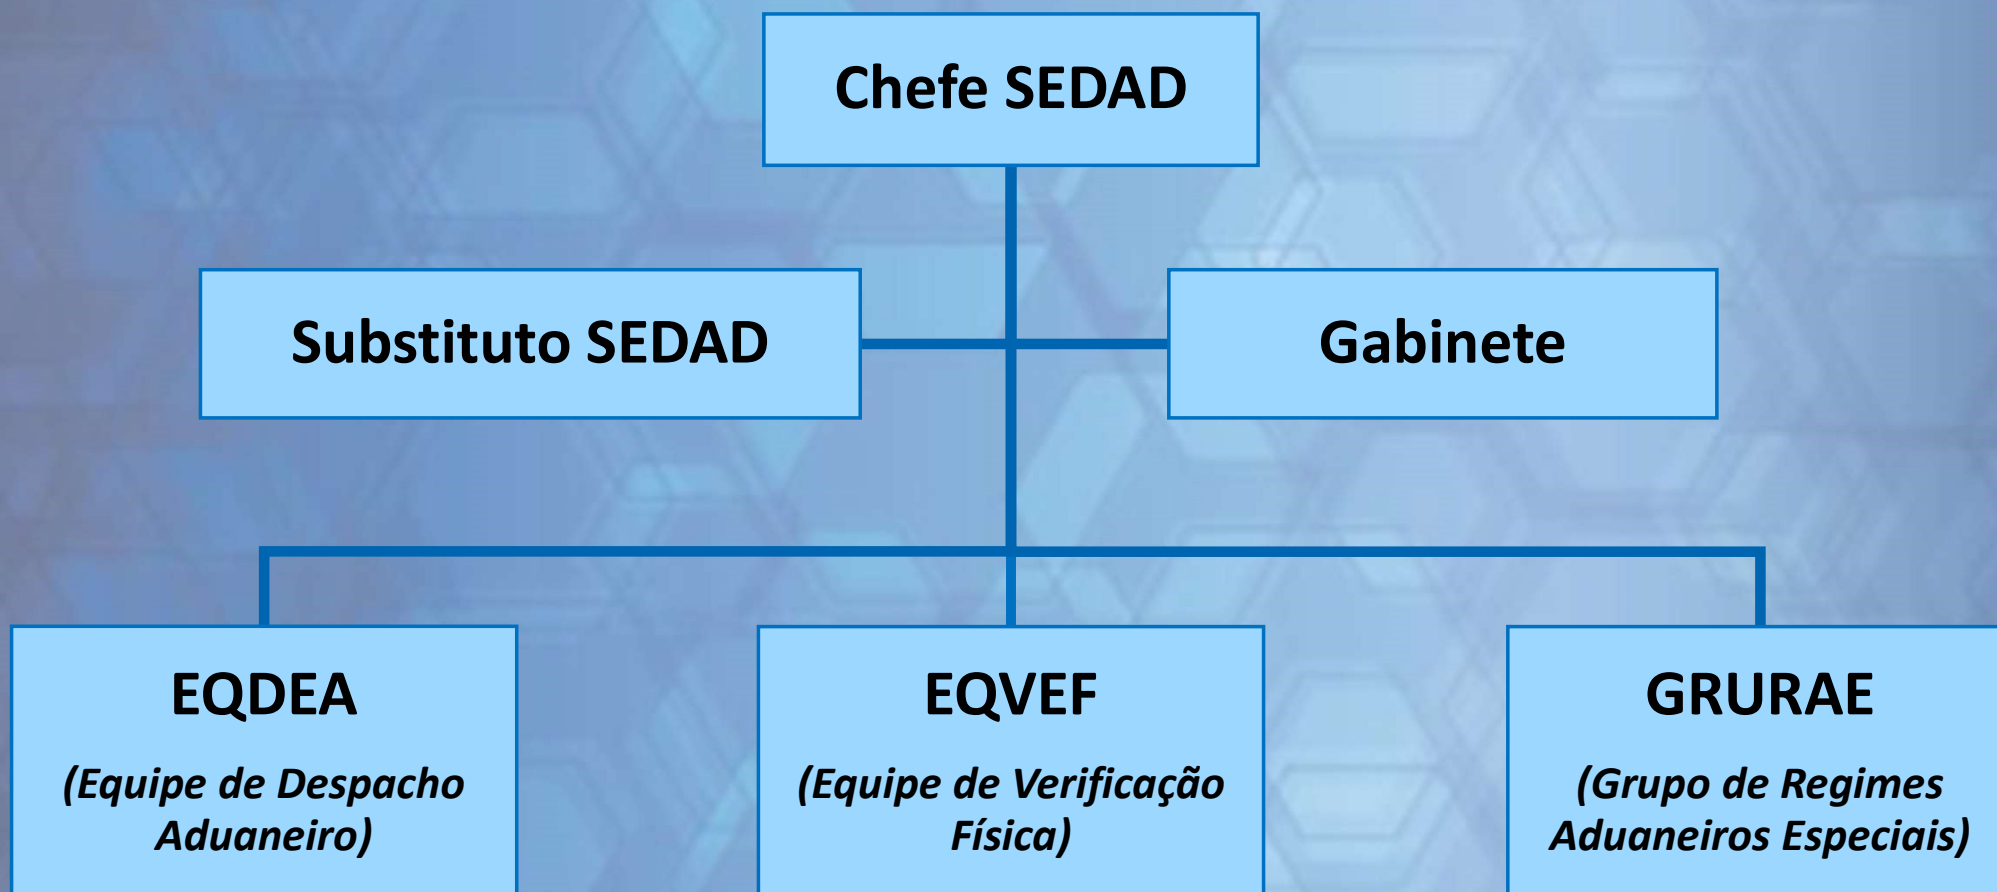 Chefe SEDAD
Substituto SEDAD
Gabinete
EQDEA
(Equipe de Despacho
Aduaneiro)
EQVEF
(Equipe de Verificação
Física)
GRURAE
(Grupo de Regimes
Aduaneiros Especiais)